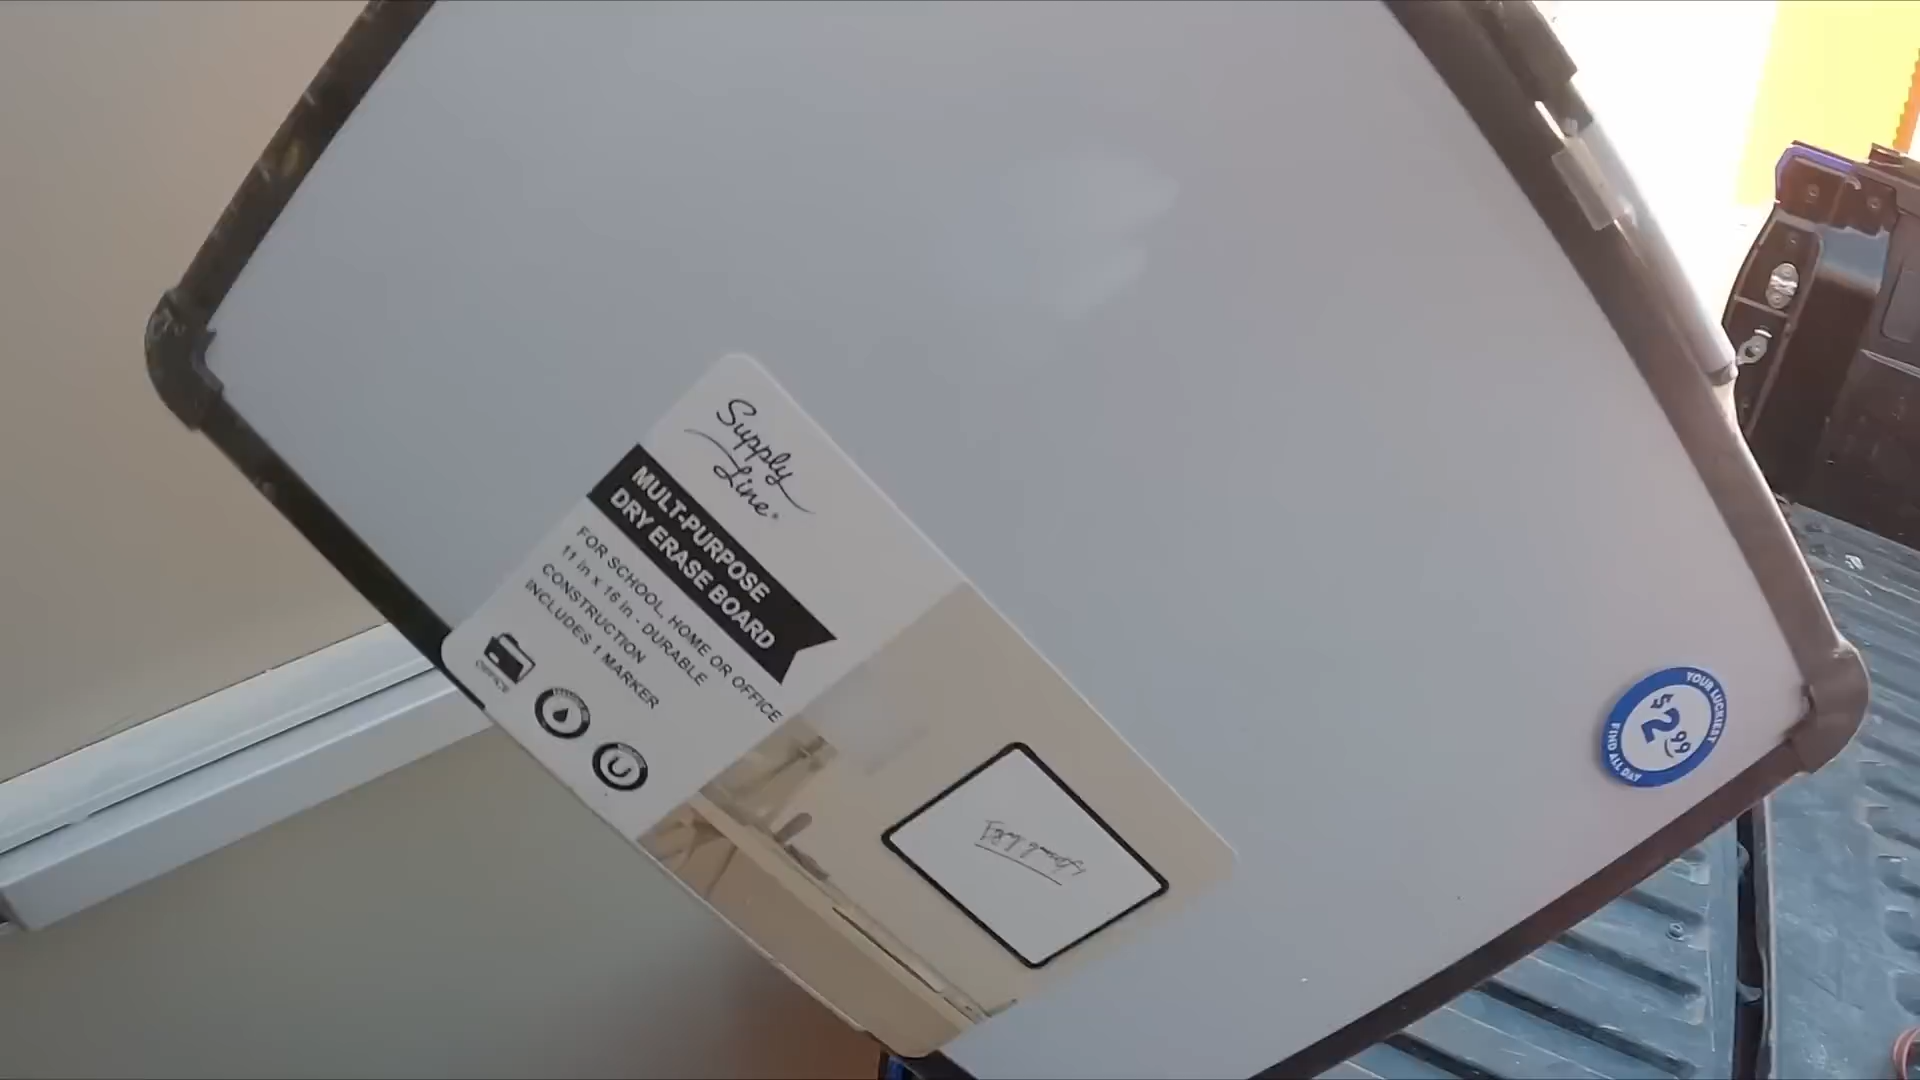 Supply
Line
MULT-PURPOSE
DRY ERASE BOARD
FOR SCHOOL, HOME OR OFFICE
11 in x 16 in - DURABLE
CONSTRUCTION
INCLUDES 1 MARKER
OFFICE
YOUR LUCKIEST
$2.99
FIND ALL DAY